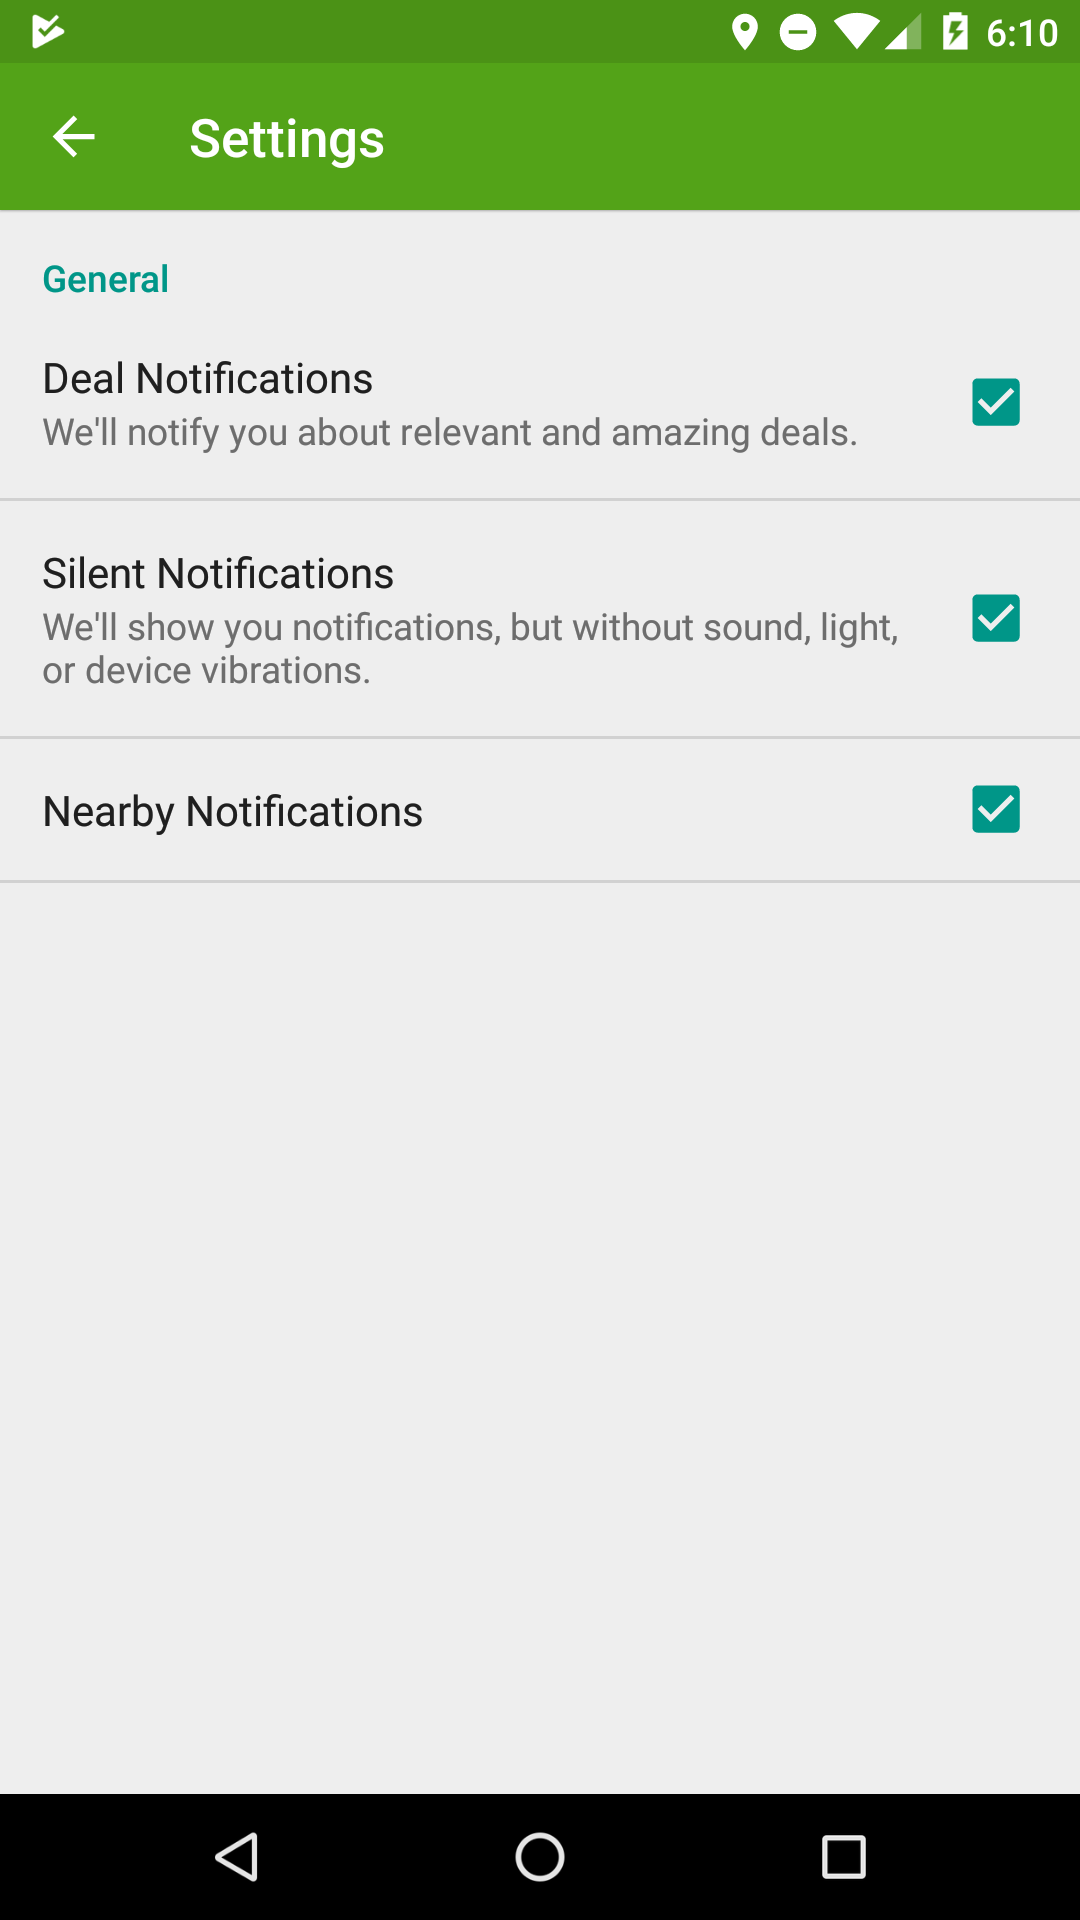 6:10
Settings
General
Deal Notifications
We'll notify you about relevant and amazing deals.
Silent Notifications
We'll show you notifications, but without sound, light,
or device vibrations.
Nearby Notifications